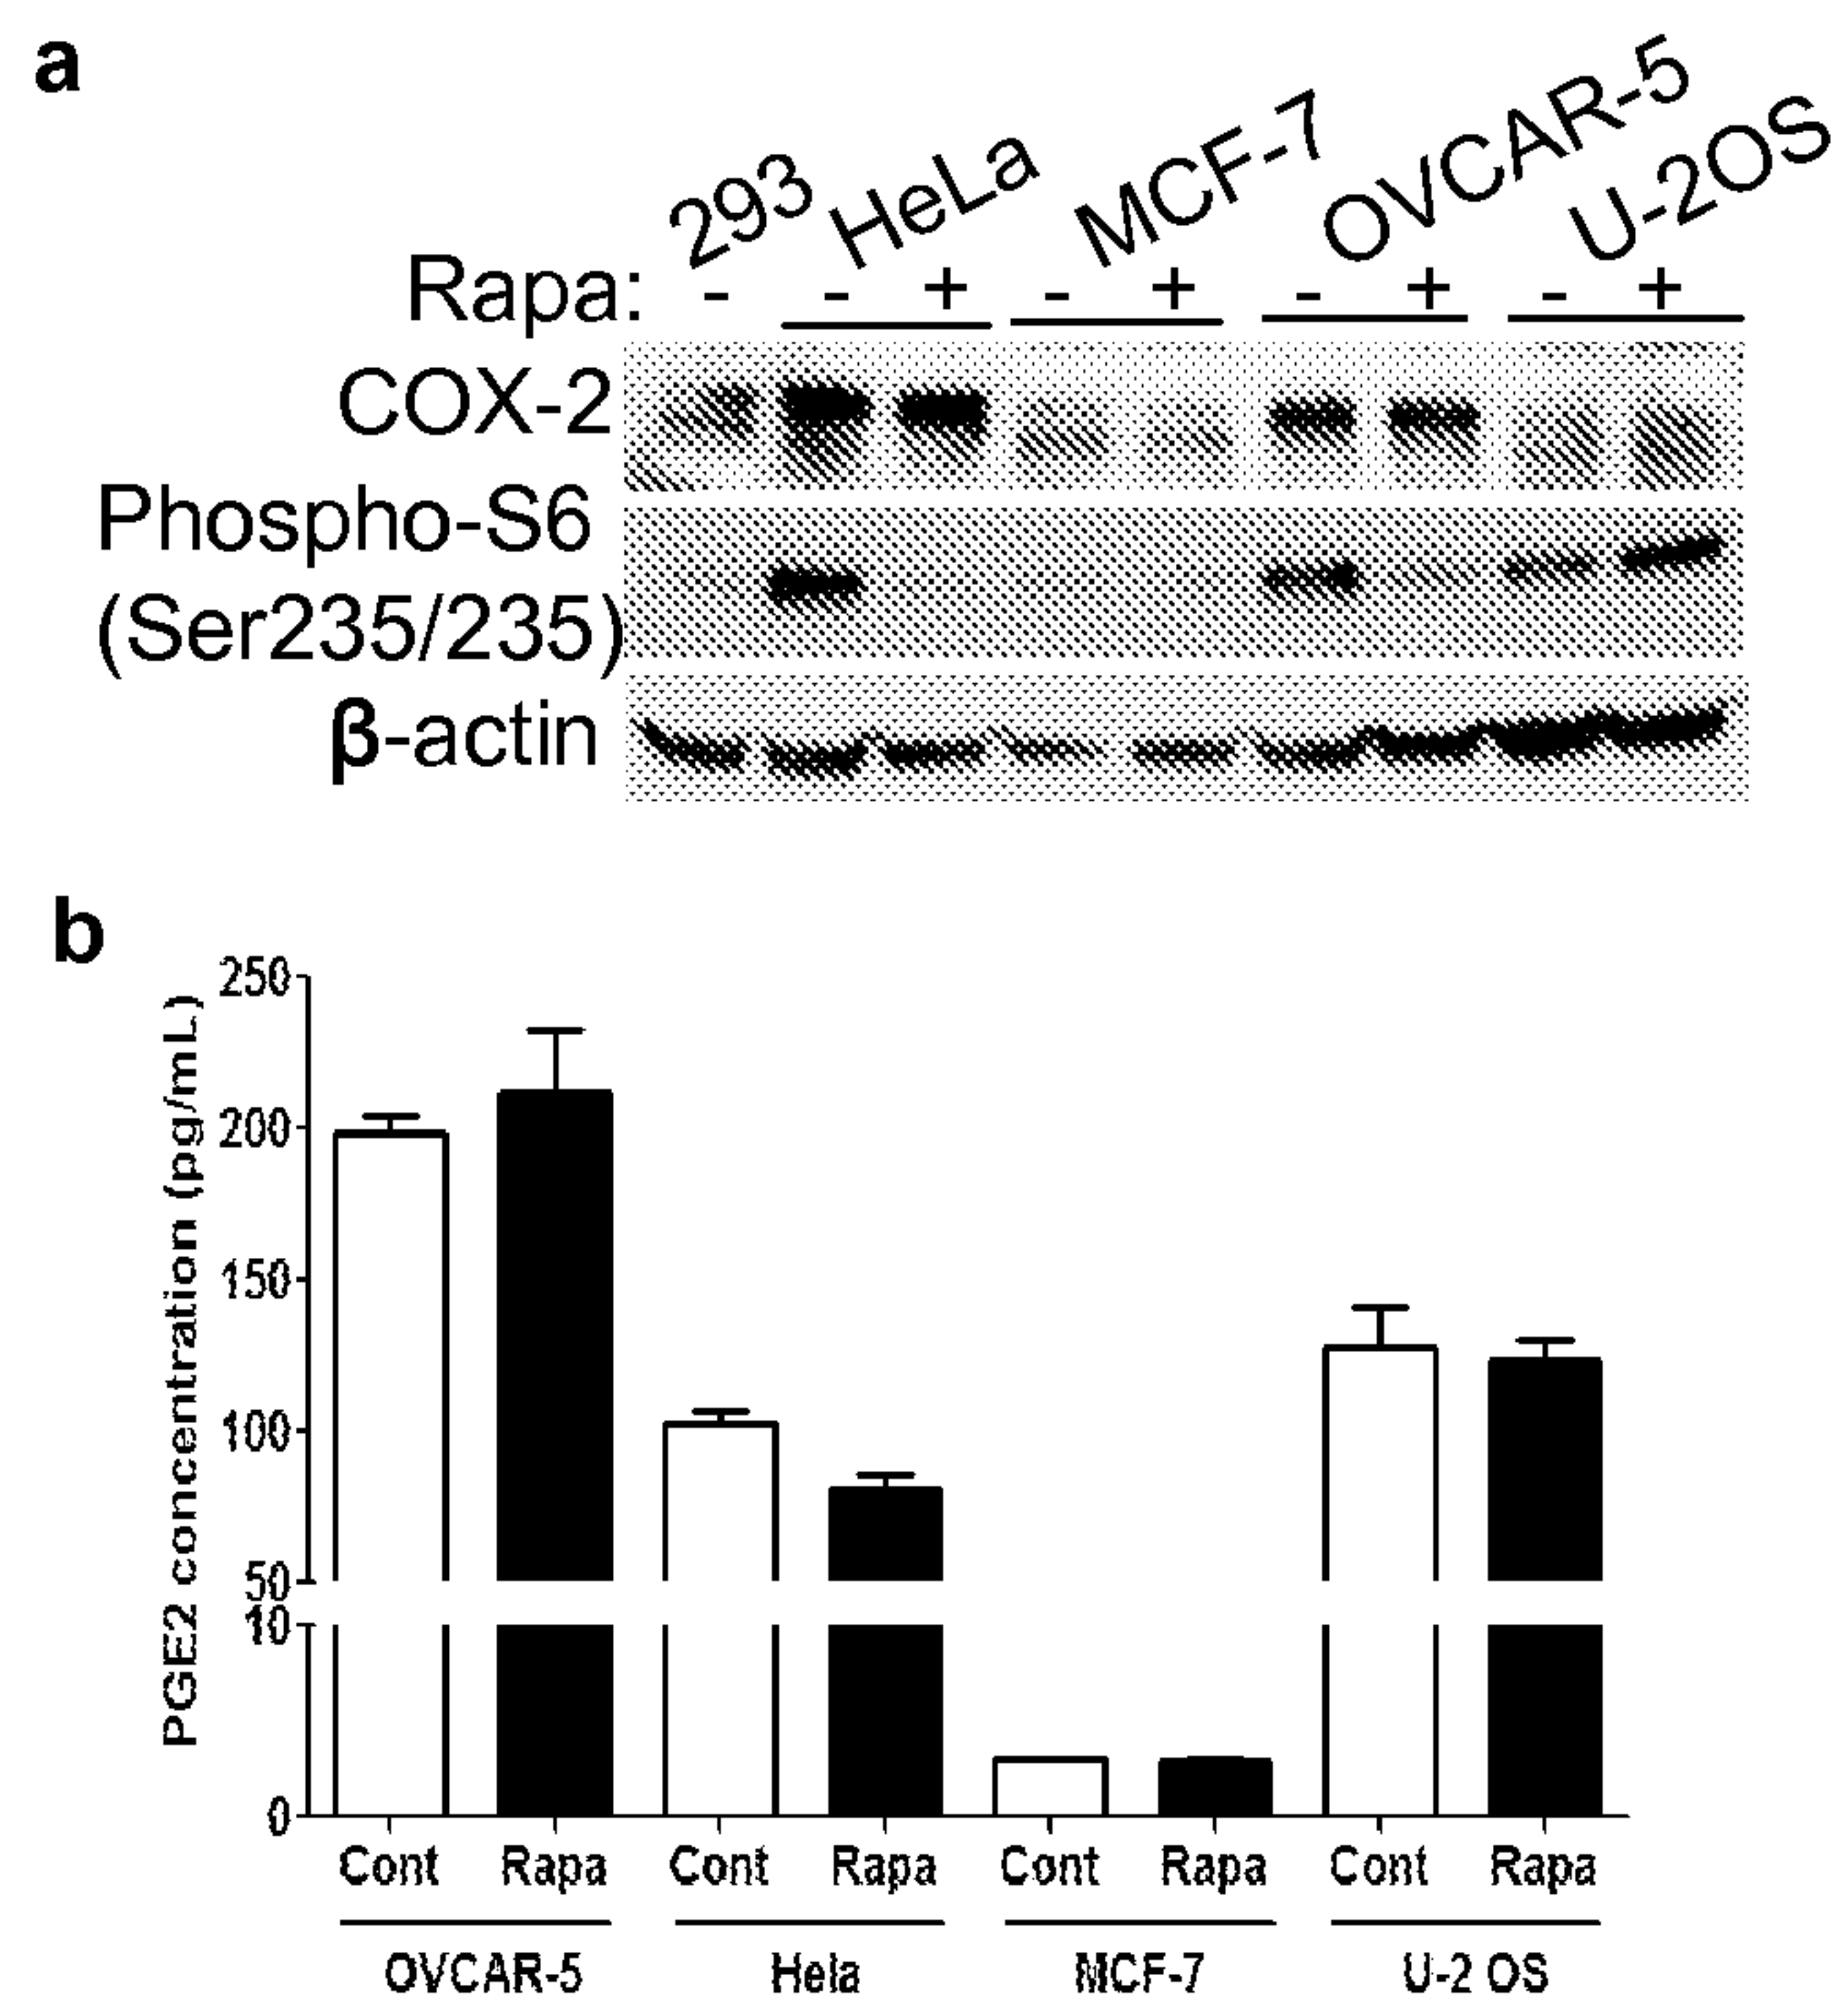 a
293 HeLa MCF-7 OVCAR-5 U-2OS
Rapa: - - + - + - + - +
COX-2
Phospho-S6
(Ser235/235)
β-actin
b
PGE2 concentration (pg/mL)
250
200
150
100
50
10
0
Cont Rapa Cont Rapa Cont Rapa Cont Rapa
OVCAR-5 Hela MCF-7 U-2 OS